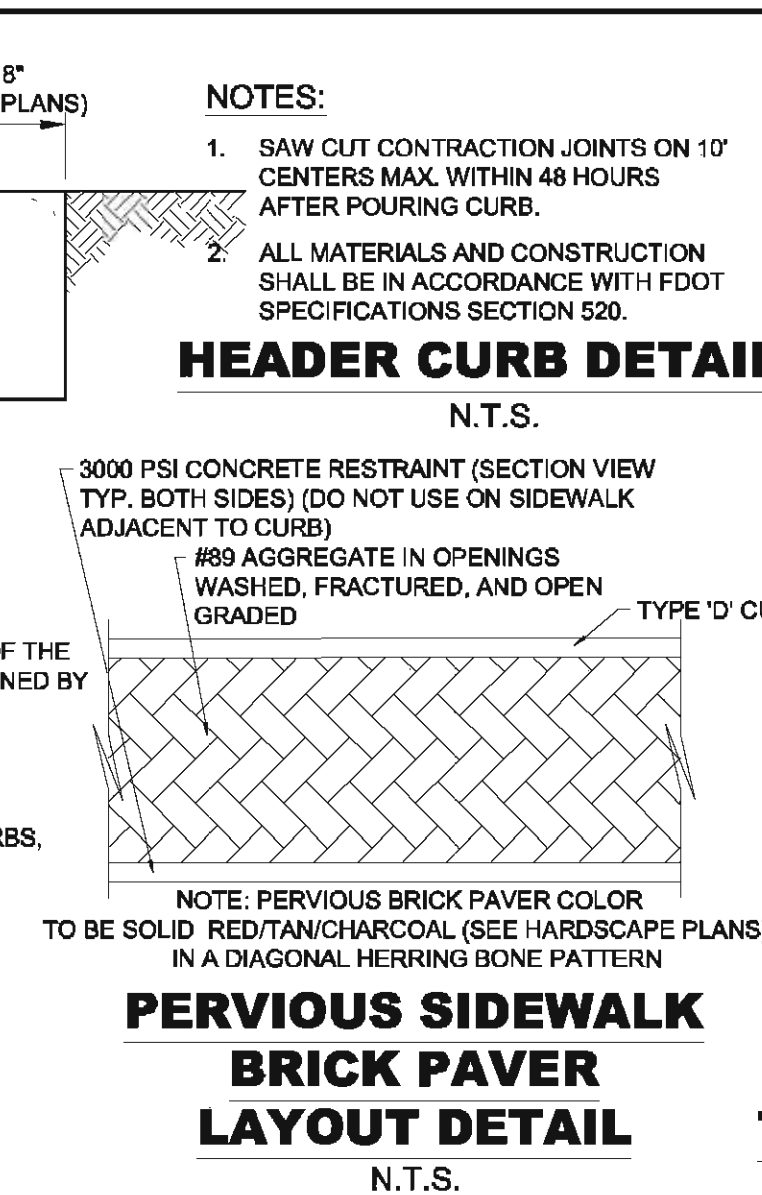 8"
PLANS)
NOTES:
1. SAW CUT CONTRACTION JOINTS ON 10'
CENTERS MAX. WITHIN 48 HOURS
AFTER POURING CURB.
2. ALL MATERIALS AND CONSTRUCTION
SHALL BE IN ACCORDANCE WITH FDOT
SPECIFICATIONS SECTION 520.
HEADER CURB DETAIL
N.T.S.
3000 PSI CONCRETE RESTRAINT (SECTION VIEW
TYP. BOTH SIDES) (DO NOT USE ON SIDEWALK
ADJACENT TO CURB)
#89 AGGREGATE IN OPENINGS
WASHED, FRACTURED, AND OPEN
GRADED
TYPE 'D'
OF THE
NED BY
RBS,
NOTE: PERVIOUS BRICK PAVER COLOR
TO BE SOLID RED/TAN/CHARCOAL (SEE HARDSCAPE PLANS)
IN A DIAGONAL HERRING BONE PATTERN
PERVIOUS SIDEWALK
BRICK PAVER
LAYOUT DETAIL
N.T.S.